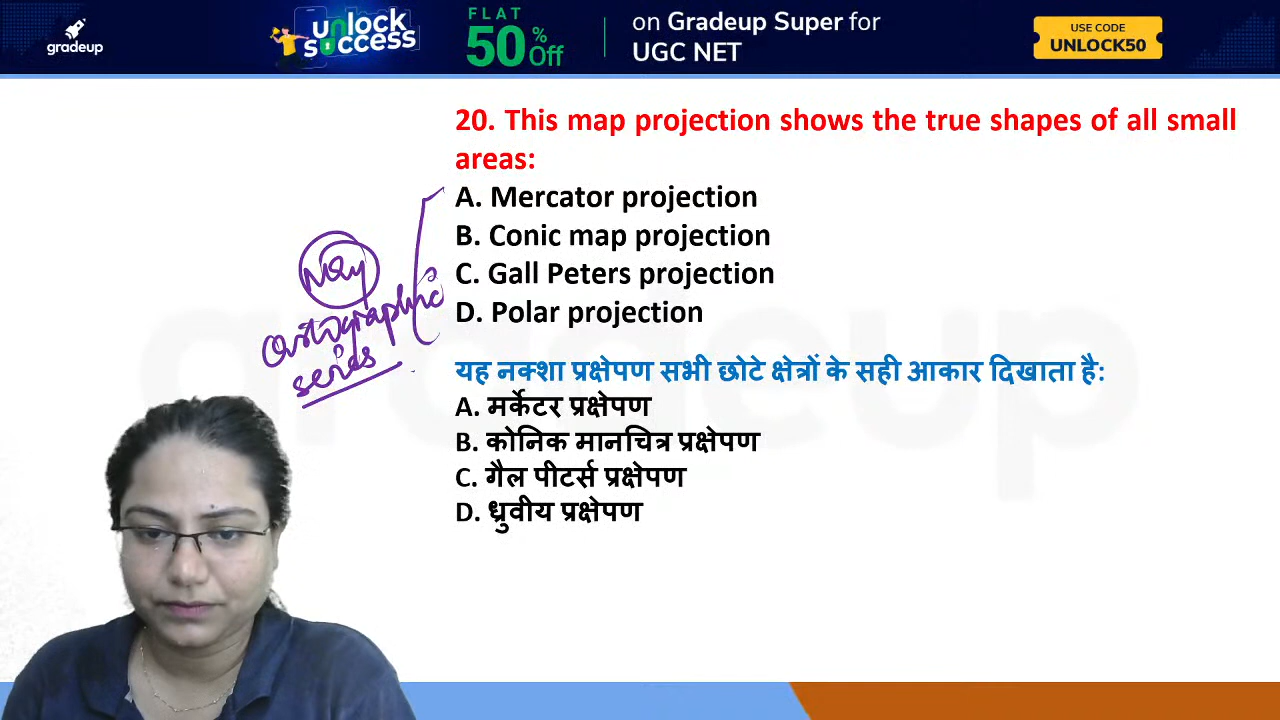 gradeup
unlock
success
FLAT
50% Off
on Gradeup Super for
UGC NET
USE CODE
UNLOCK50
20. This map projection shows the true shapes of all small
areas:
A. Mercator projection
B. Conic map projection
C. Gall Peters projection
D. Polar projection
series
यह नक्शा प्रक्षेपण सभी छोटे क्षेत्रों के सही आकार दिखाता है:
A. मर्केटर प्रक्षेपण
B. कोनिक मानचित्र प्रक्षेपण
C. गैल पीटर्स प्रक्षेपण
D. ध्रुवीय प्रक्षेपण
gradeup